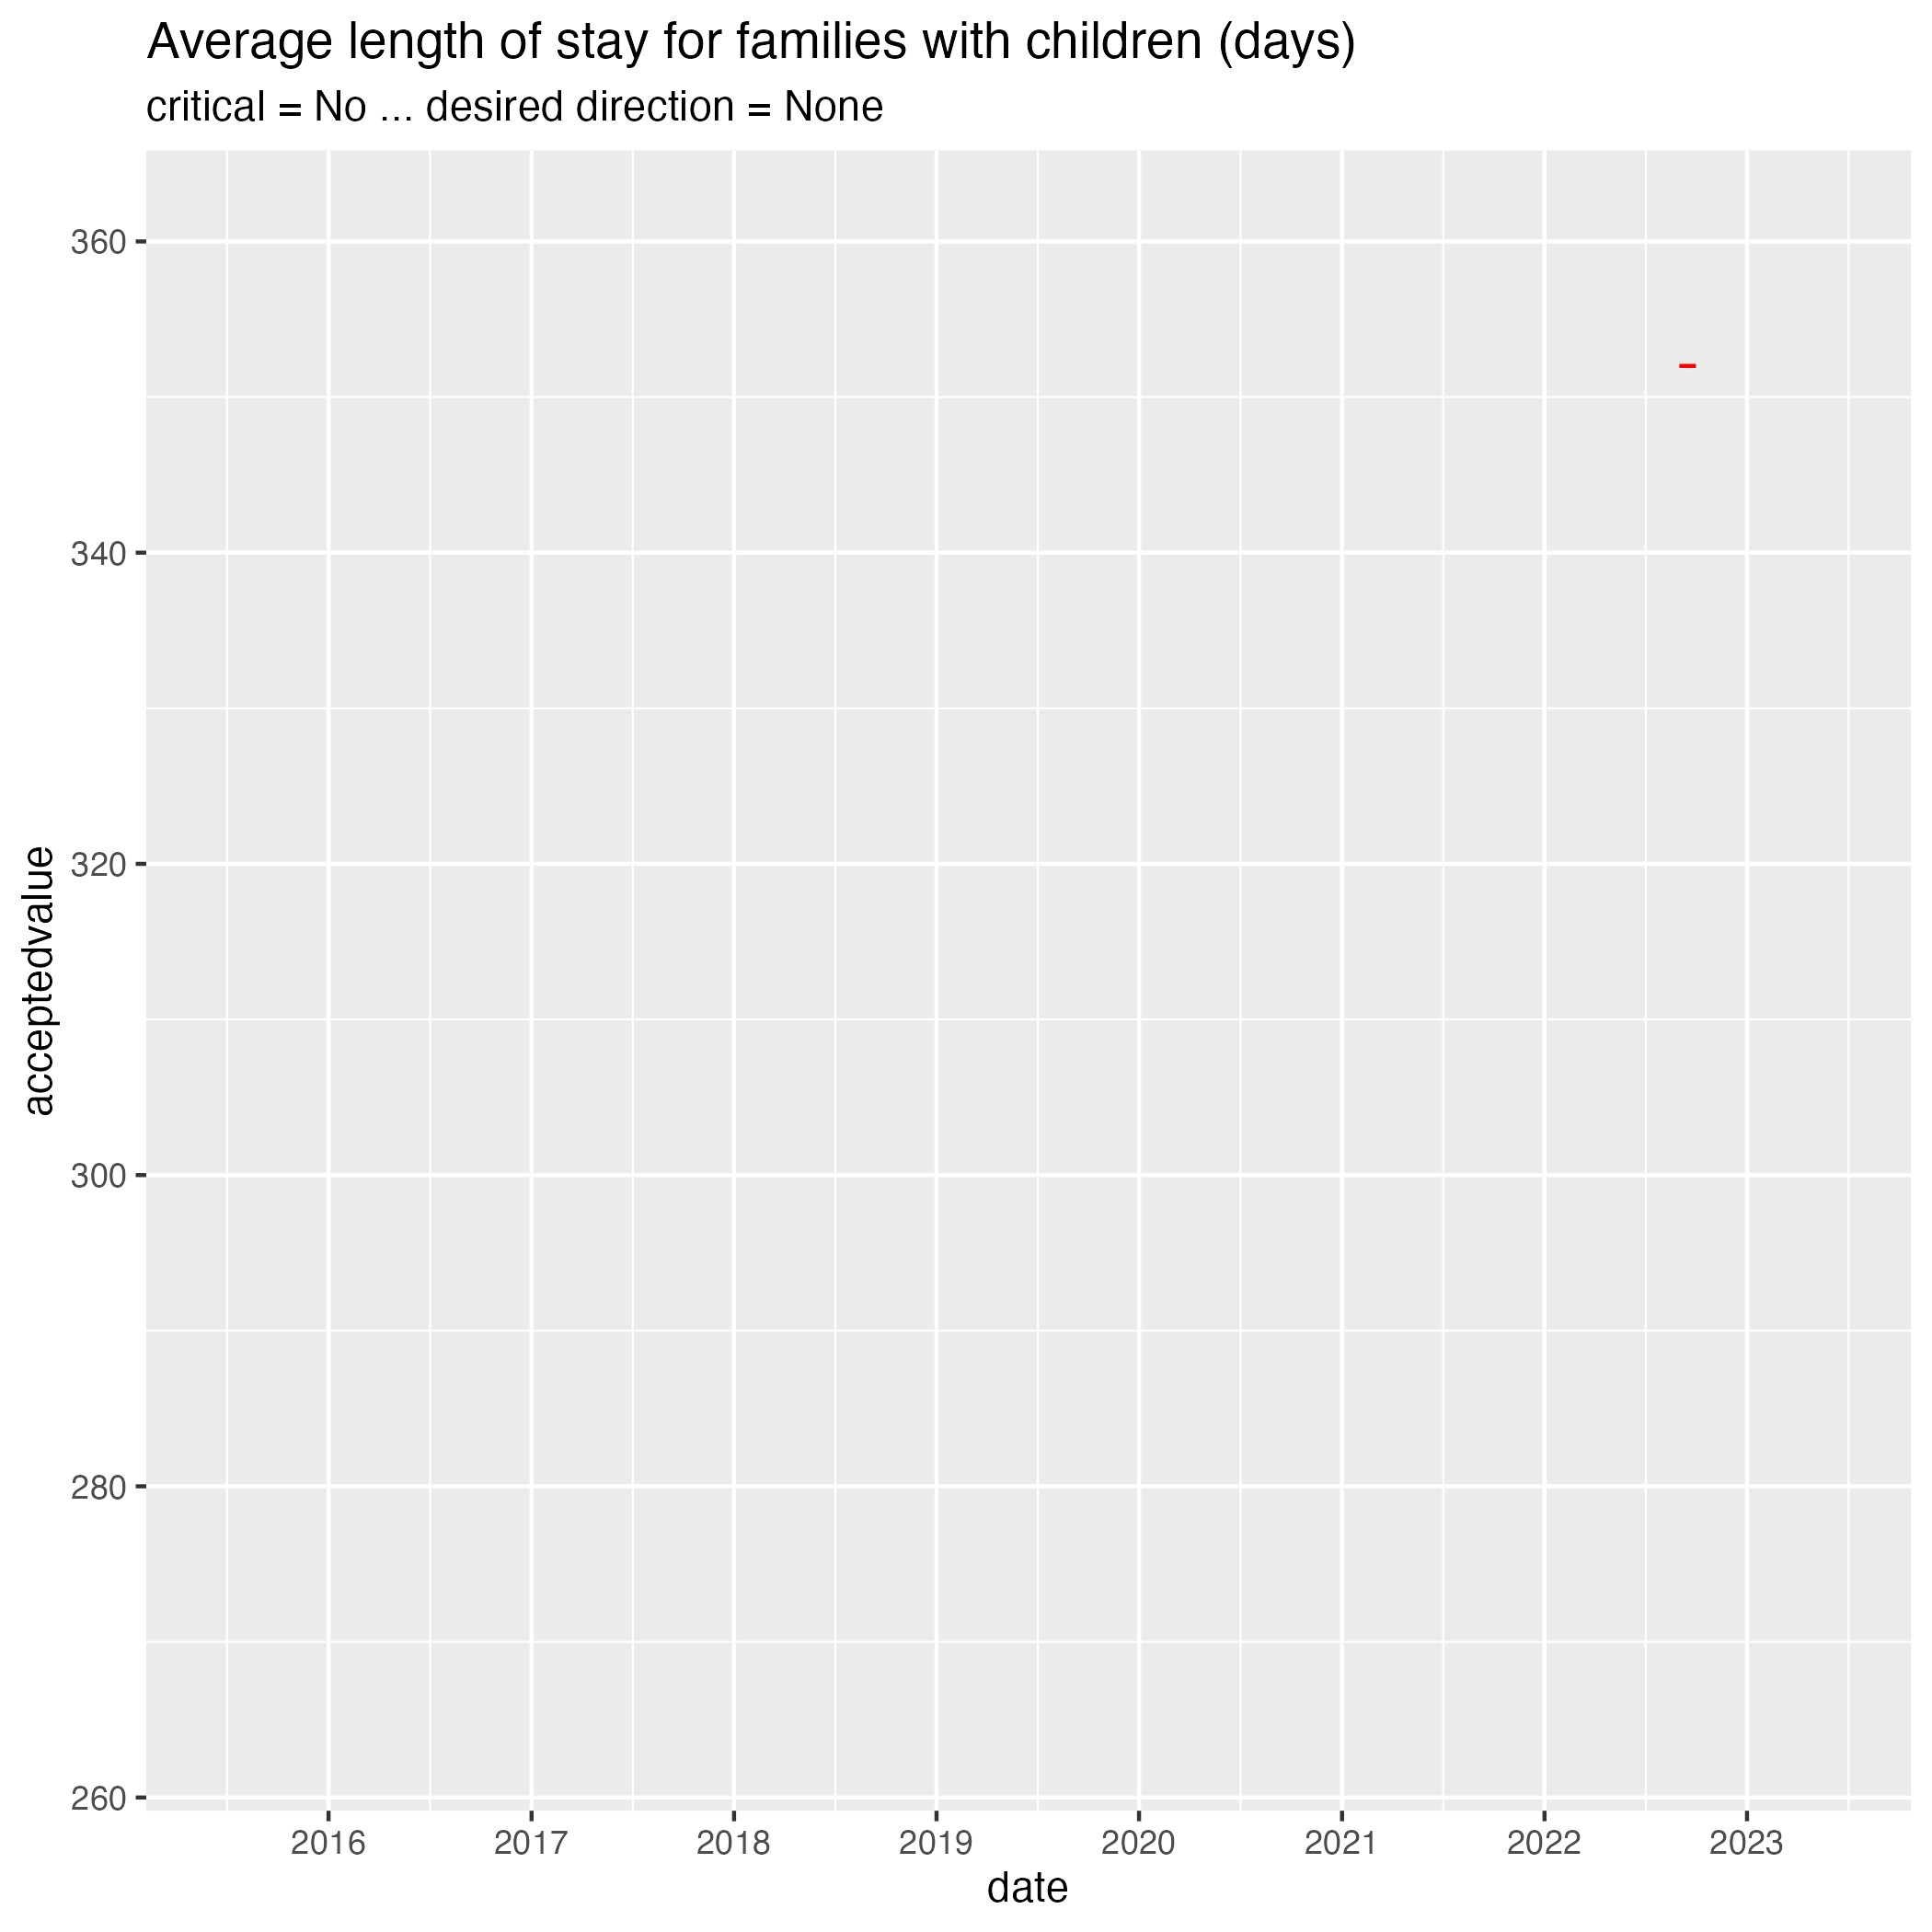 Average length of stay for families with children (days)
critical = No ... desired direction = None
acceptedvalue
360
340
320
300
280
260
2016 2017 2018 2019 2020 2021 2022 2023
date